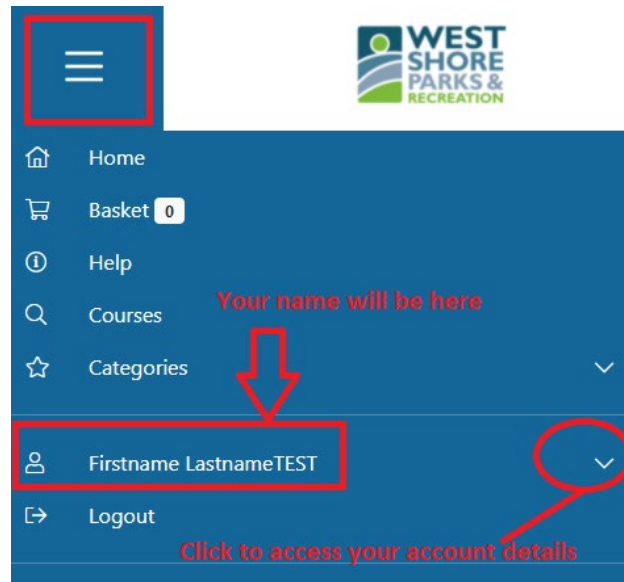 WEST
SHORE
PARKS &
RECREATION
Home
Basket 0
Help
Courses
Your name will be here
Categories
Firstname LastnameTEST
Logout
Click to access your account details